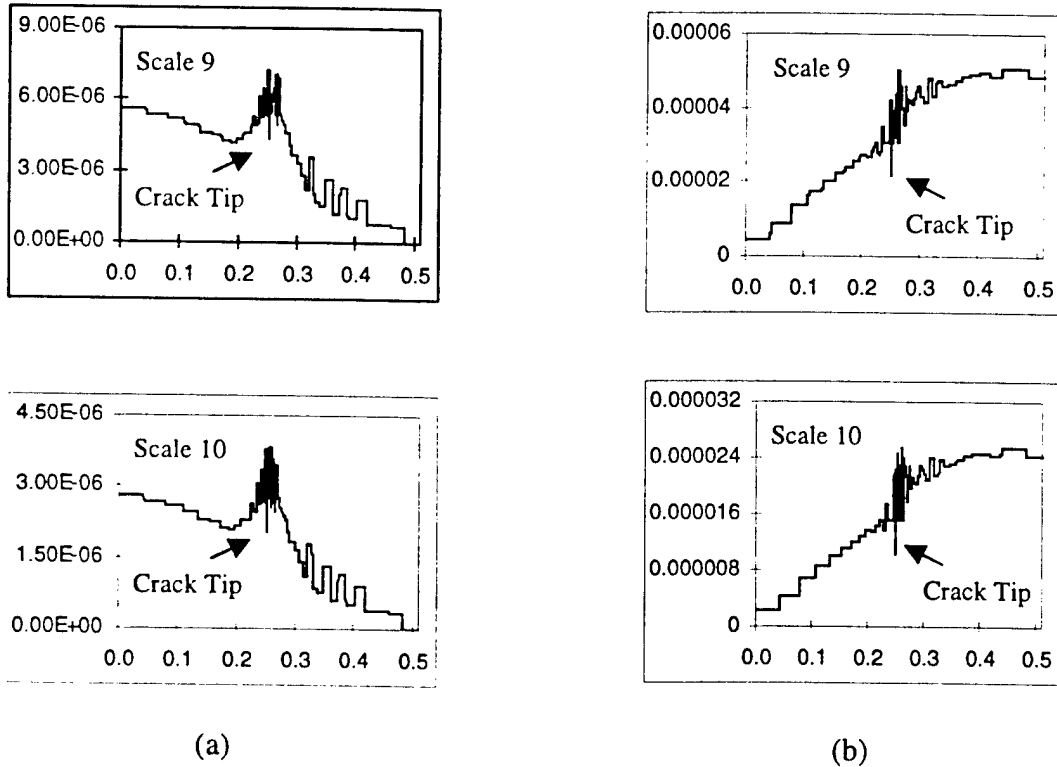 9.00E-06
6.00E-06
3.00E-06
0.00E+00
Scale 9
Crack Tip
0.0 0.1 0.2 0.3 0.4 0.5
0.00006
0.00004
0.00002
0
Scale 9
Crack Tip
0.0 0.1 0.2 0.3 0.4 0.5
4.50E-06
3.00E-06
1.50E-06
0.00E+00
Scale 10
Crack Tip
0.0 0.1 0.2 0.3 0.4 0.5
0.000032
0.000024
0.000016
0.000008
0
Scale 10
Crack Tip
0.0 0.1 0.2 0.3 0.4 0.5
(a)
(b)